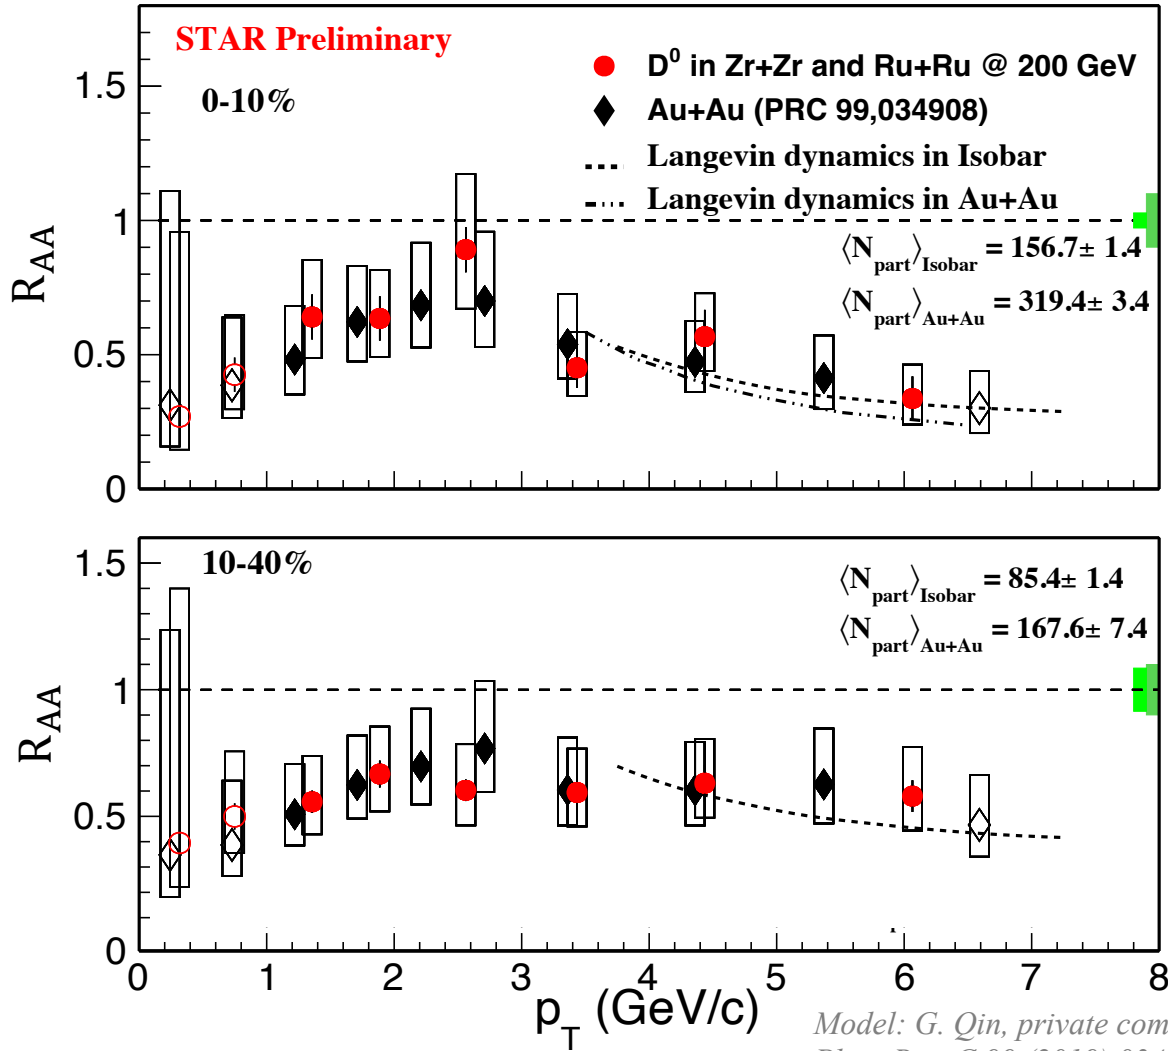 STAR Preliminary
0-10%
D⁰ in Zr+Zr and Ru+Ru @ 200 GeV
Au+Au (PRC 99,034908)
Langevin dynamics in Isobar
Langevin dynamics in Au+Au
⟨N_part⟩_Isobar = 156.7± 1.4
⟨N_part⟩_Au+Au = 319.4± 3.4
R_AA
1.5
1
0.5
0
10-40%
⟨N_part⟩_Isobar = 85.4± 1.4
⟨N_part⟩_Au+Au = 167.6± 7.4
R_AA
1.5
1
0.5
0
0 1 2 3 4 5 6 7 8
p_T (GeV/c)
Model: G. Qin, private com